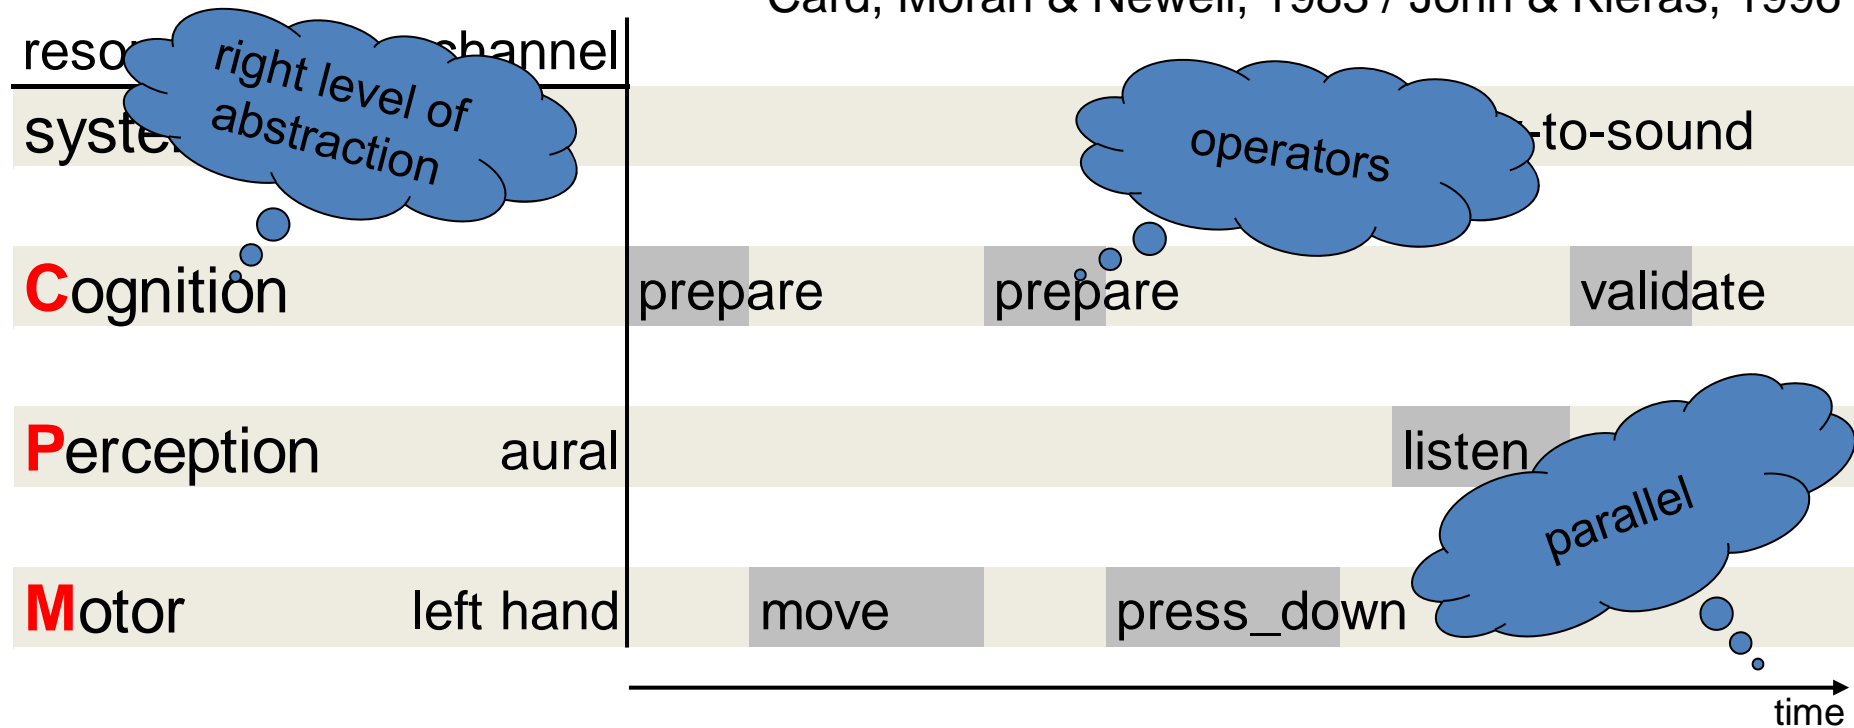 Card, Moran & Newell, 1983 / John & Kieras, 1996
channel
right level of
abstraction
operators
-to-sound
Cognition prepare prepare validate
Perception aural listen
parallel
Motor left hand move press_down
time